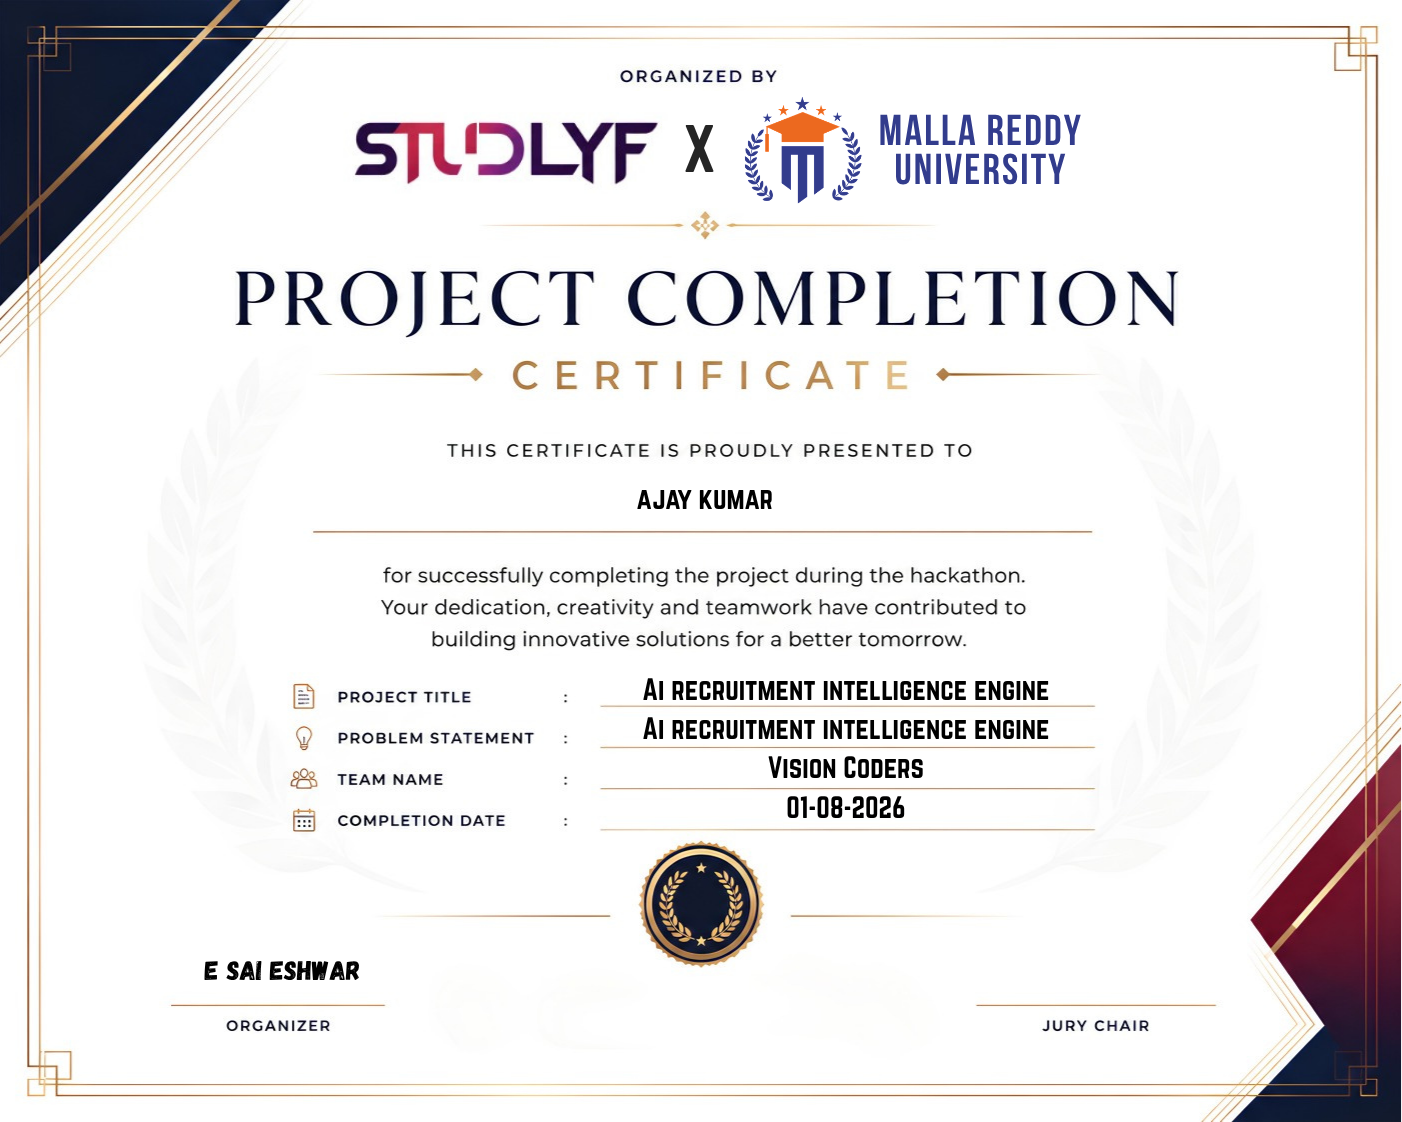 ORGANIZED BY
STUDLYF X MALLA REDDY
UNIVERSITY
PROJECT COMPLETION
CERTIFICATE
THIS CERTIFICATE IS PROUDLY PRESENTED TO
AJAY KUMAR
for successfully completing the project during the hackathon.
Your dedication, creativity and teamwork have contributed to
building innovative solutions for a better tomorrow.
PROJECT TITLE : AI RECRUITMENT INTELLIGENCE ENGINE
PROBLEM STATEMENT : AI RECRUITMENT INTELLIGENCE ENGINE
TEAM NAME : VISION CODERS
COMPLETION DATE : 01-08-2026
E SAI ESHWAR
ORGANIZER
JURY CHAIR